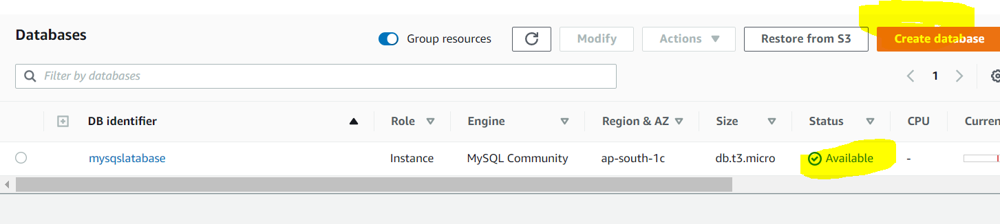 Databases
Group resources
Modify
Actions
Restore from S3
Create database
Filter by databases
1
DB identifier Role Engine Region & AZ Size Status CPU Curren
mysqslatabase Instance MySQL Community ap-south-1c db.t3.micro Available -